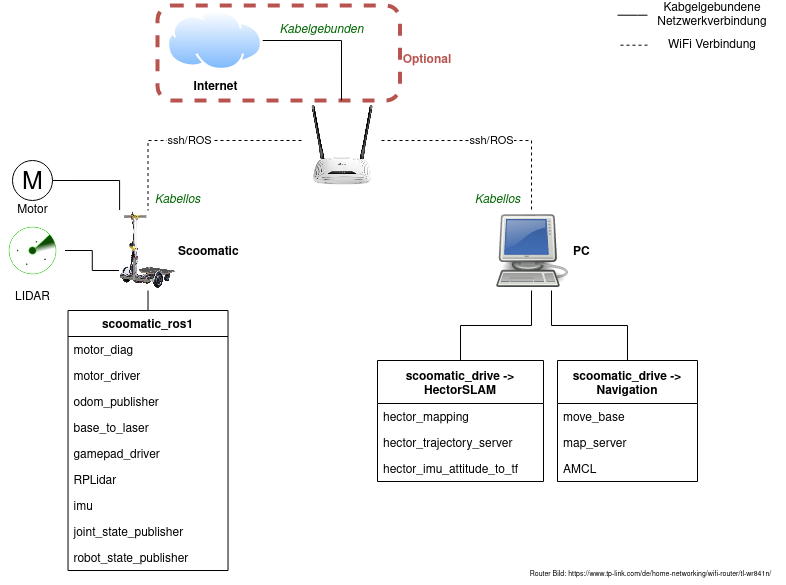 Kabelgebunden
Internet
Optional
Kabgelgebundene
Netzwerkverbindung
WiFi Verbindung
ssh/ROS
ssh/ROS
M
Motor
Kabellos
Kabellos
Scoomatic
PC
LIDAR
scoomatic_ros1
motor_diag
motor_driver
odom_publisher
base_to_laser
gamepad_driver
RPLidar
imu
joint_state_publisher
robot_state_publisher
scoomatic_drive ->
HectorSLAM
hector_mapping
hector_trajectory_server
hector_imu_attitude_to_tf
scoomatic_drive ->
Navigation
move_base
map_server
AMCL
Router Bild: https://www.tp-link.com/de/home-networking/wifi-router/tl-wr841n/